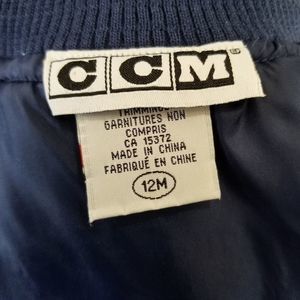 CCM®
TRIMMINGS
GARNITURES NON
COMPRIS
CA 15372
MADE IN CHINA
FABRIQUÉ EN CHINE
12M